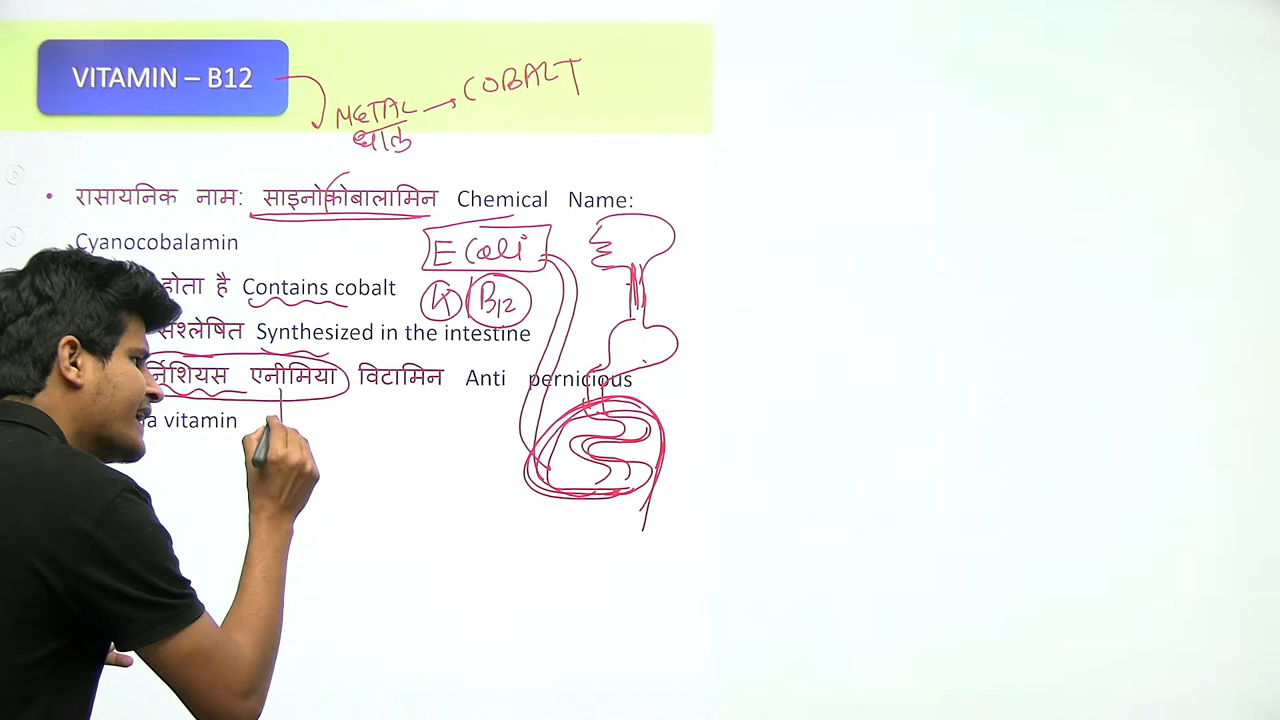 VITAMIN – B12
METAL → COBALT
धातु
• रासायनिक नाम: साइनोकोबालामिन Chemical Name:
Cyanocobalamin
होता है Contains cobalt
E Coli
K B12
संश्लेषित Synthesized in the intestine
एनीमिया विटामिन Anti pernicious
vitamin